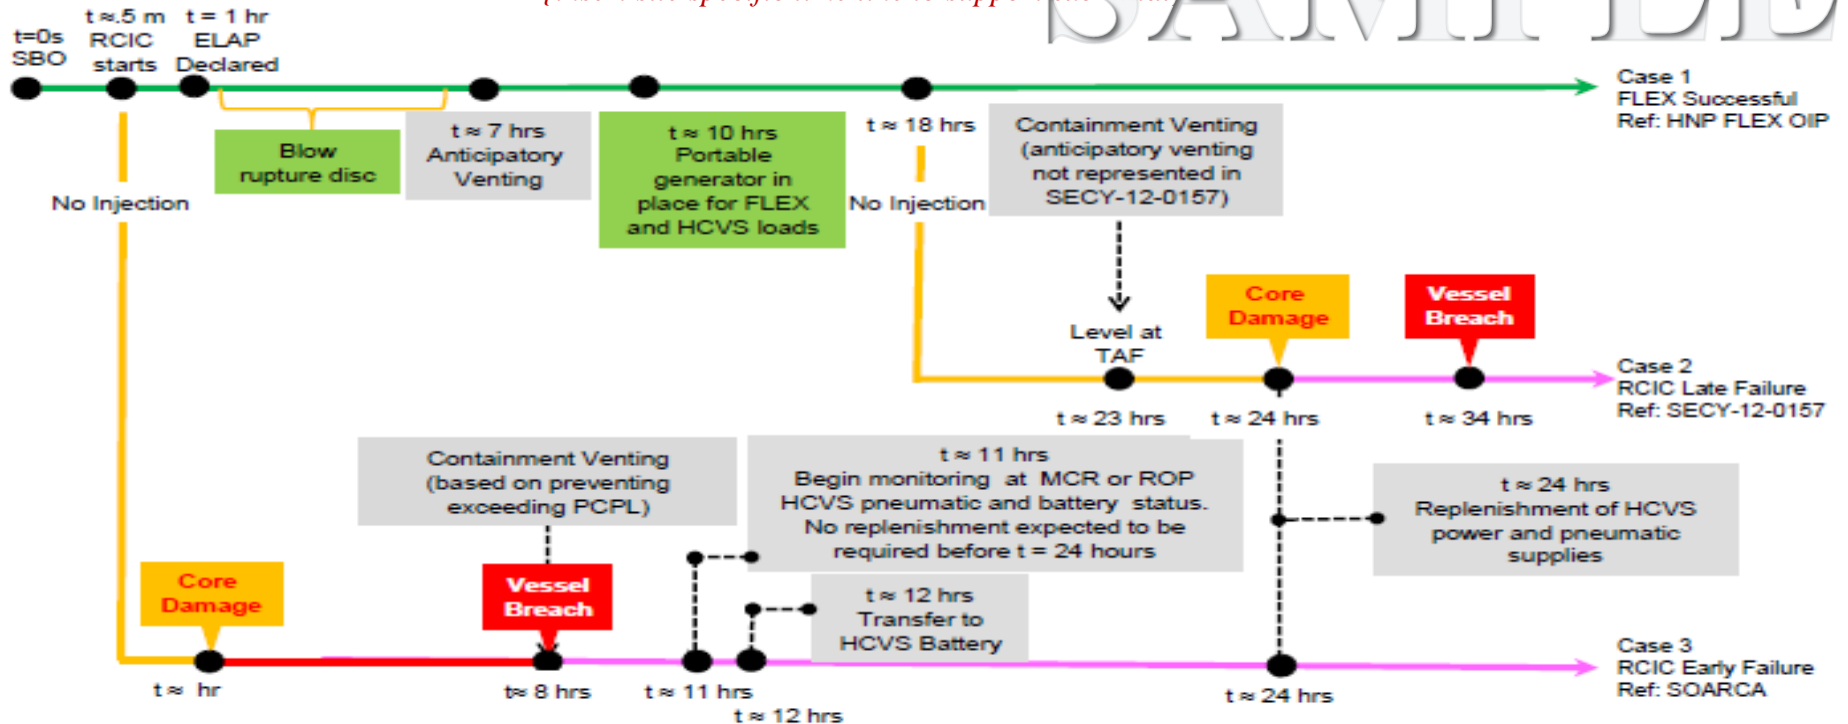 SAMPLE
t=0s
SBO
t ≈.5 m
RCIC
starts
t = 1 hr
ELAP
Declared
Case 1
FLEX Successful
Ref: HNP FLEX OIP
Blow
rupture disc
t ≈ 7 hrs
Anticipatory
Venting
t ≈ 10 hrs
Portable
generator in
place for FLEX
and HCVS loads
t ≈ 18 hrs
Containment Venting
(anticipatory venting
not represented in
SECY-12-0157)
No Injection
No Injection
Core
Damage
Vessel
Breach
Level at
TAF
Case 2
RCIC Late Failure
Ref: SECY-12-0157
t ≈ 23 hrs
t ≈ 24 hrs
t ≈ 34 hrs
Containment Venting
(based on preventing
exceeding PCPL)
t ≈ 11 hrs
Begin monitoring at MCR or ROP
HCVS pneumatic and battery status.
No replenishment expected to be
required before t = 24 hours
t ≈ 24 hrs
Replenishment of HCVS
power and pneumatic
supplies
Core
Damage
Vessel
Breach
t ≈ 12 hrs
Transfer to
HCVS Battery
Case 3
RCIC Early Failure
Ref: SOARCA
t ≈ hr
t≈ 8 hrs
t ≈ 11 hrs
t ≈ 12 hrs
t ≈ 24 hrs